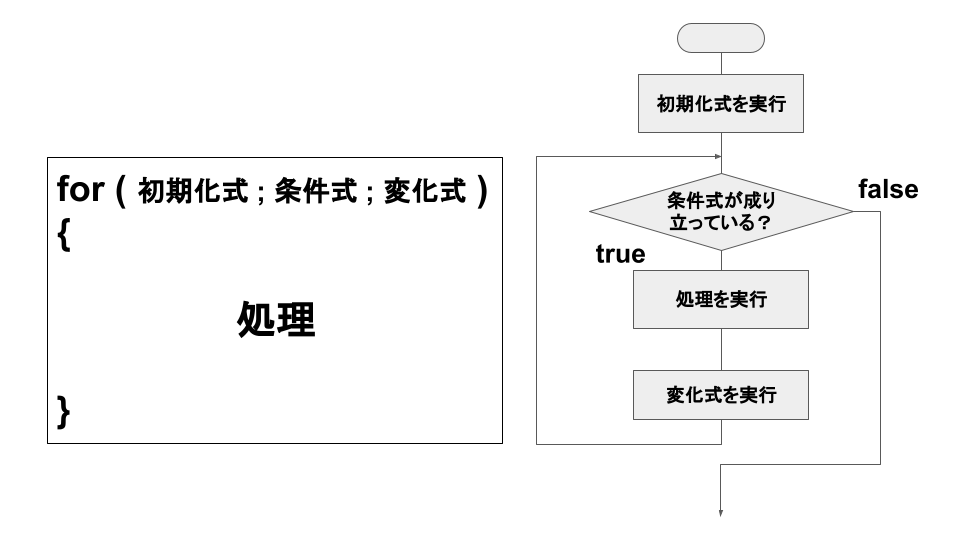 for ( 初期化式 ; 条件式 ; 変化式 )
{
処理
}
初期化式を実行
条件式が成り
立っている？
false
true
処理を実行
変化式を実行